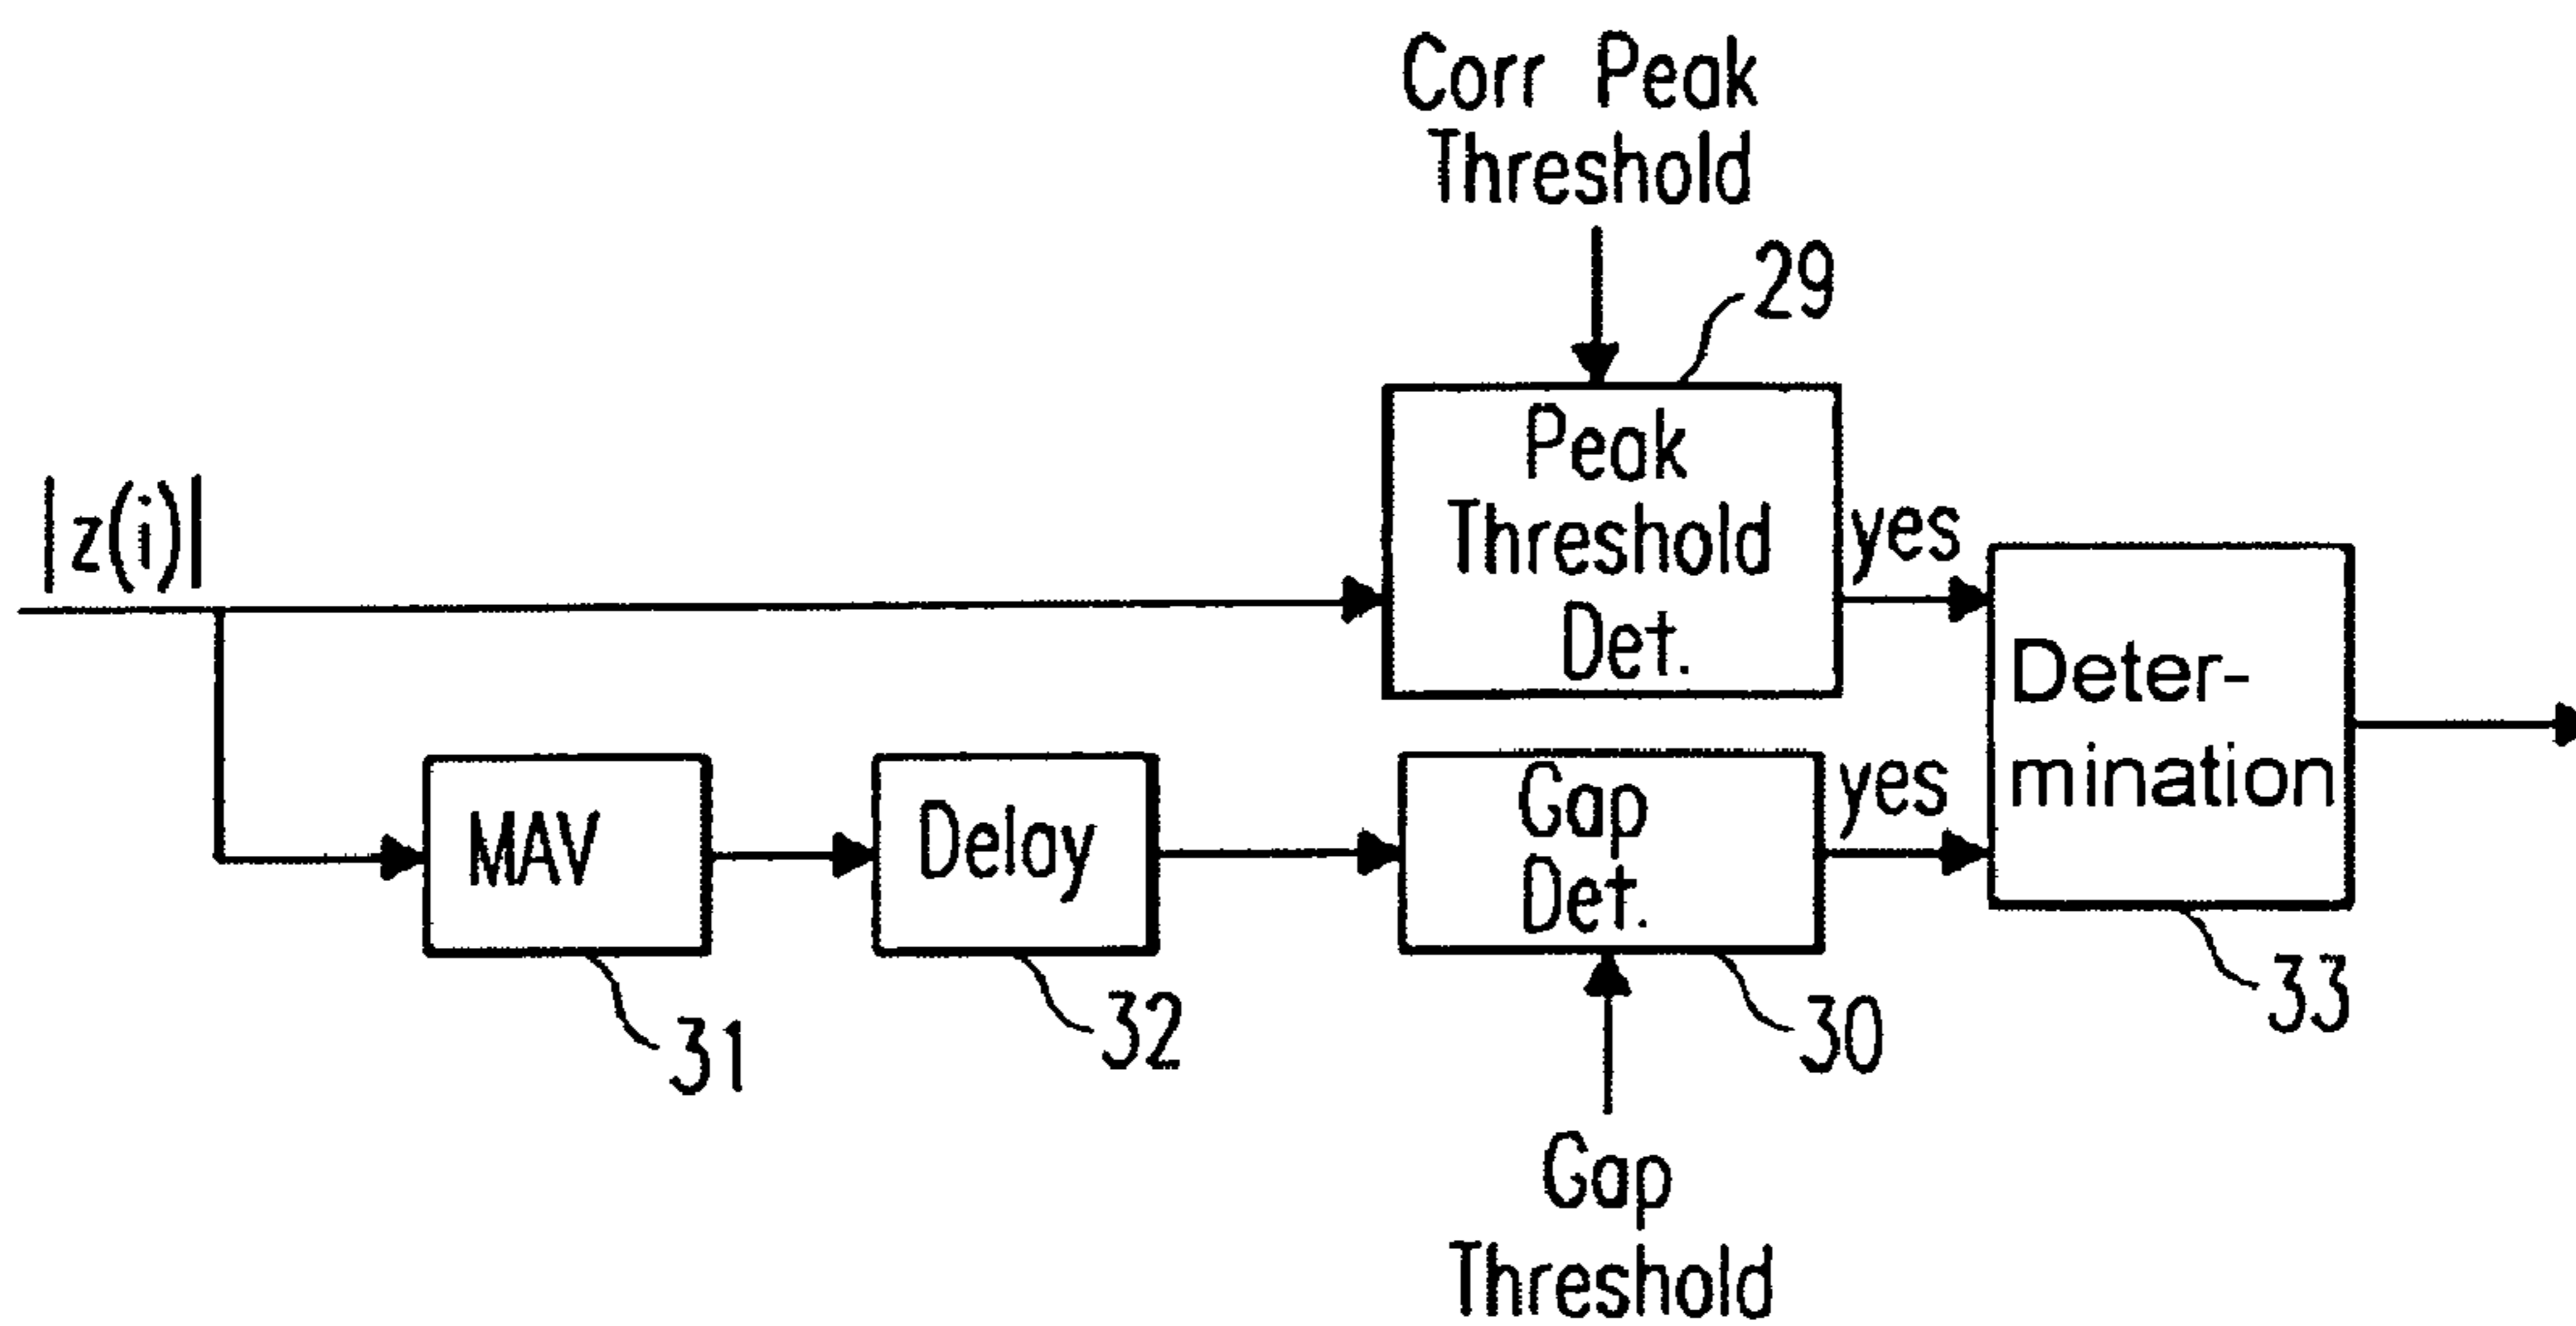 Corr Peak
Threshold
29
|z(i)|
Peak
Threshold
Det.
yes
Deter-
mination
MAV
Delay
Gap
Det.
yes
31
32
30
33
Gap
Threshold